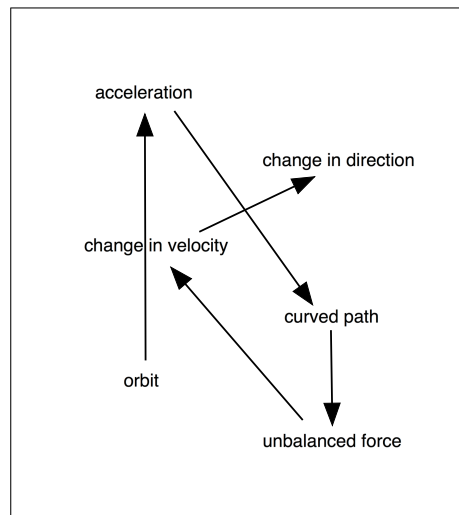 acceleration
change in direction
change in velocity
curved path
orbit
unbalanced force